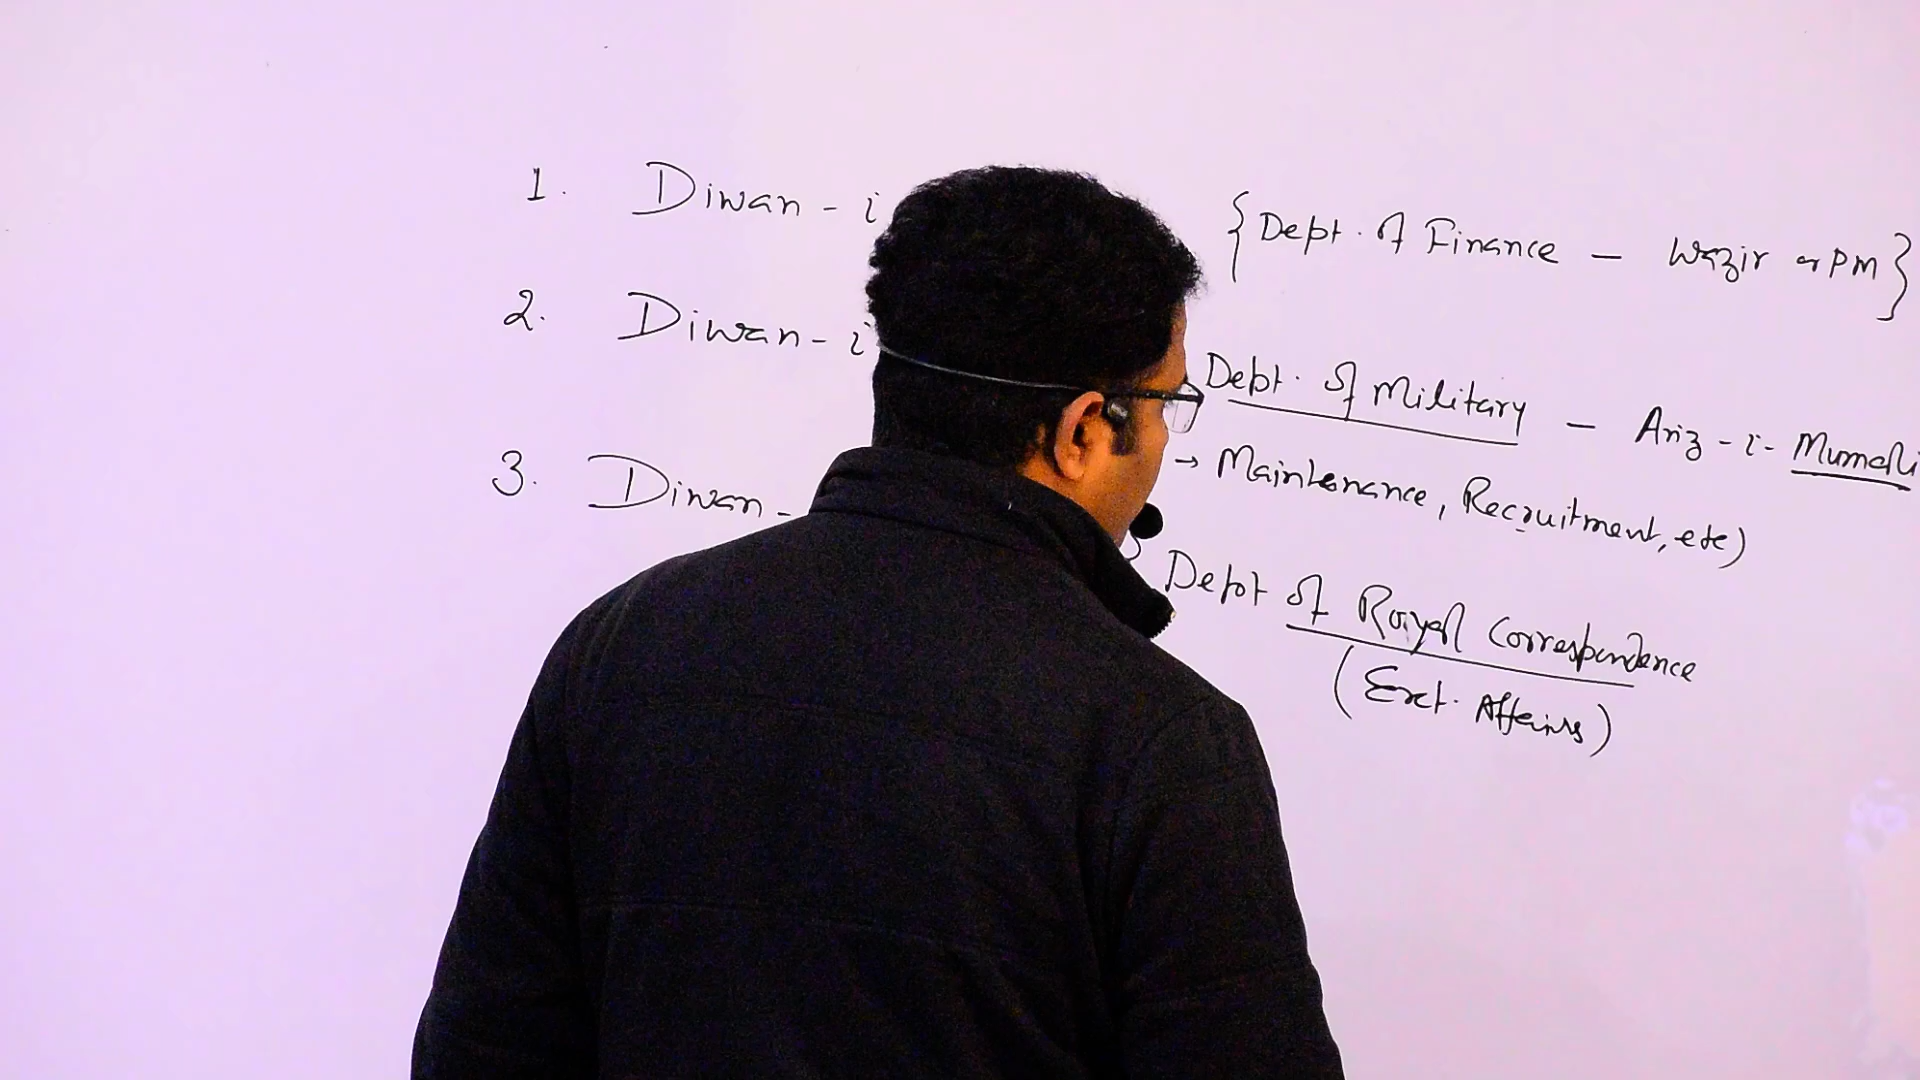 1. Diwan - i {Dept. of Finance - Wazir or PM}
2. Diwan - i Dept. of Military - Ariz - i - Mumali
→ Maintenance, Recruitment, etc)
3. Diwan - Depot of Royal Correspondence
(Ext. Affairs)